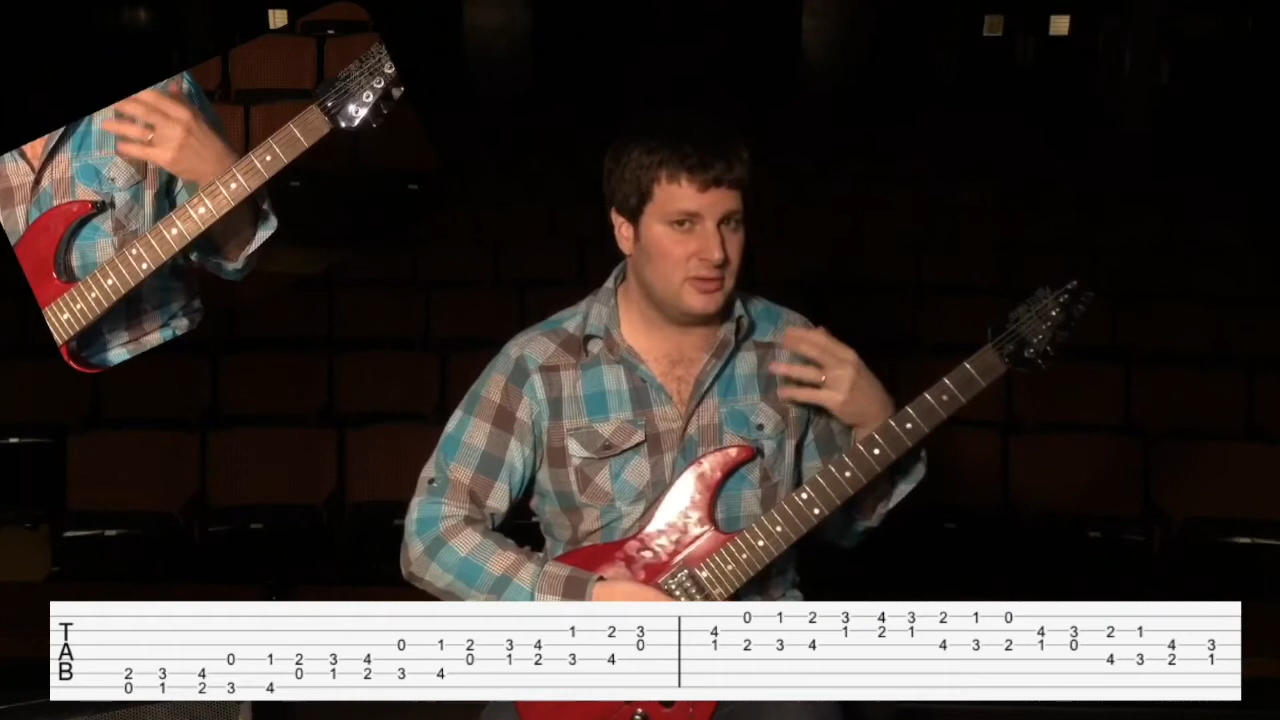 0 1 2 3 4 3 2 1 0
T 1 2 3 4 1 2 1 4 3 2 1
A 0 1 2 3 4 0 1 2 3 4 4 3 2 1 0 4 3
0 1 2 3 4 0 1 2 3 4 4 3 2 1
B 2 3 4 0 1 2 3 4
0 1 2 3 4